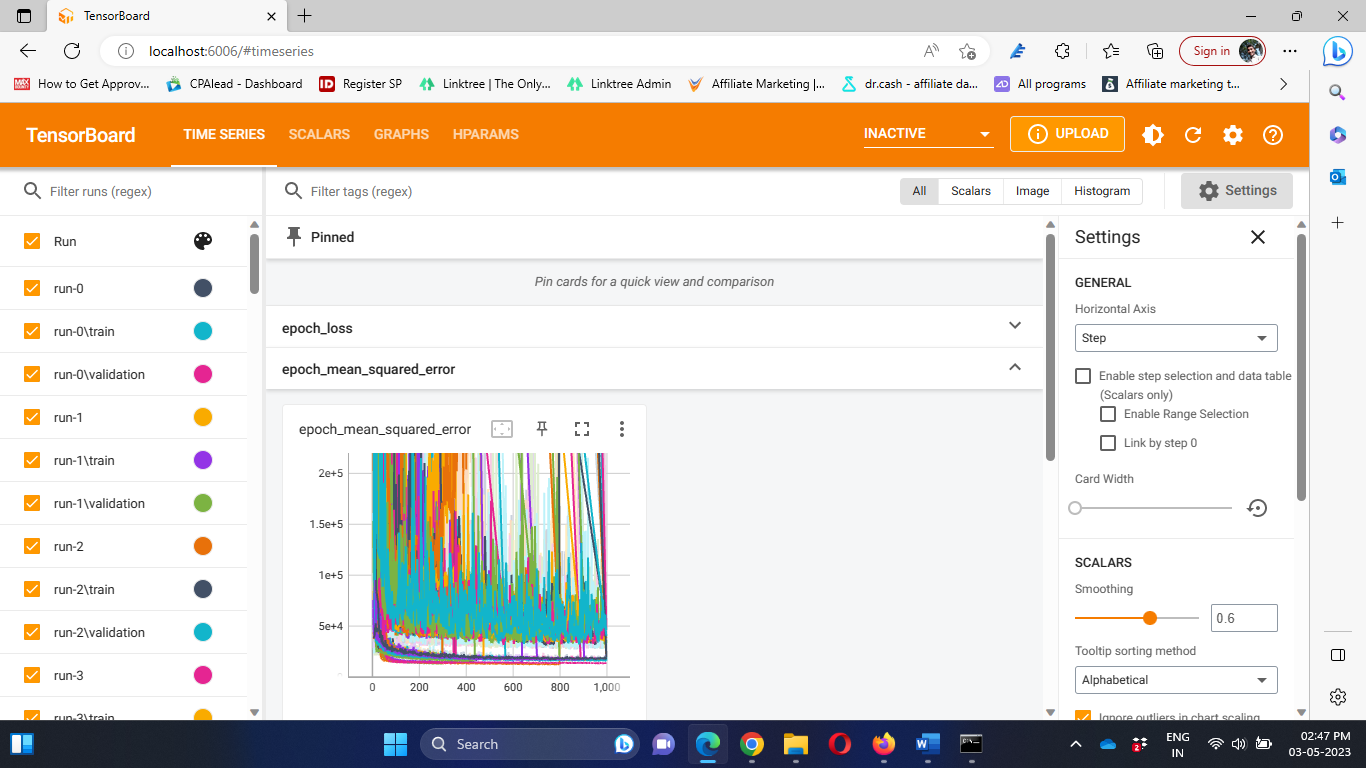 TensorBoard
localhost:6006/#timeseries
Sign in
How to Get Approv...
CPAlead - Dashboard
Register SP
Linktree | The Only...
Linktree Admin
Affiliate Marketing |...
dr.cash - affiliate da...
All programs
Affiliate marketing t...
TensorBoard
TIME SERIES
SCALARS
GRAPHS
HPARAMS
INACTIVE
UPLOAD
Filter runs (regex)
Filter tags (regex)
All
Scalars
Image
Histogram
Settings
Run
run-0
run-0\train
run-0\validation
run-1
run-1\train
run-1\validation
run-2
run-2\train
run-2\validation
run-3
run-3\train
Pinned
Pin cards for a quick view and comparison
epoch_loss
epoch_mean_squared_error
epoch_mean_squared_error
2e+5
1.5e+5
1e+5
5e+4
0 200 400 600 800 1,000
Settings
GENERAL
Horizontal Axis
Step
Enable step selection and data table
(Scalars only)
Enable Range Selection
Link by step 0
Card Width
SCALARS
Smoothing
0.6
Tooltip sorting method
Alphabetical
Ignore outliers in chart scaling
Search
ENG
IN
02:47 PM
03-05-2023